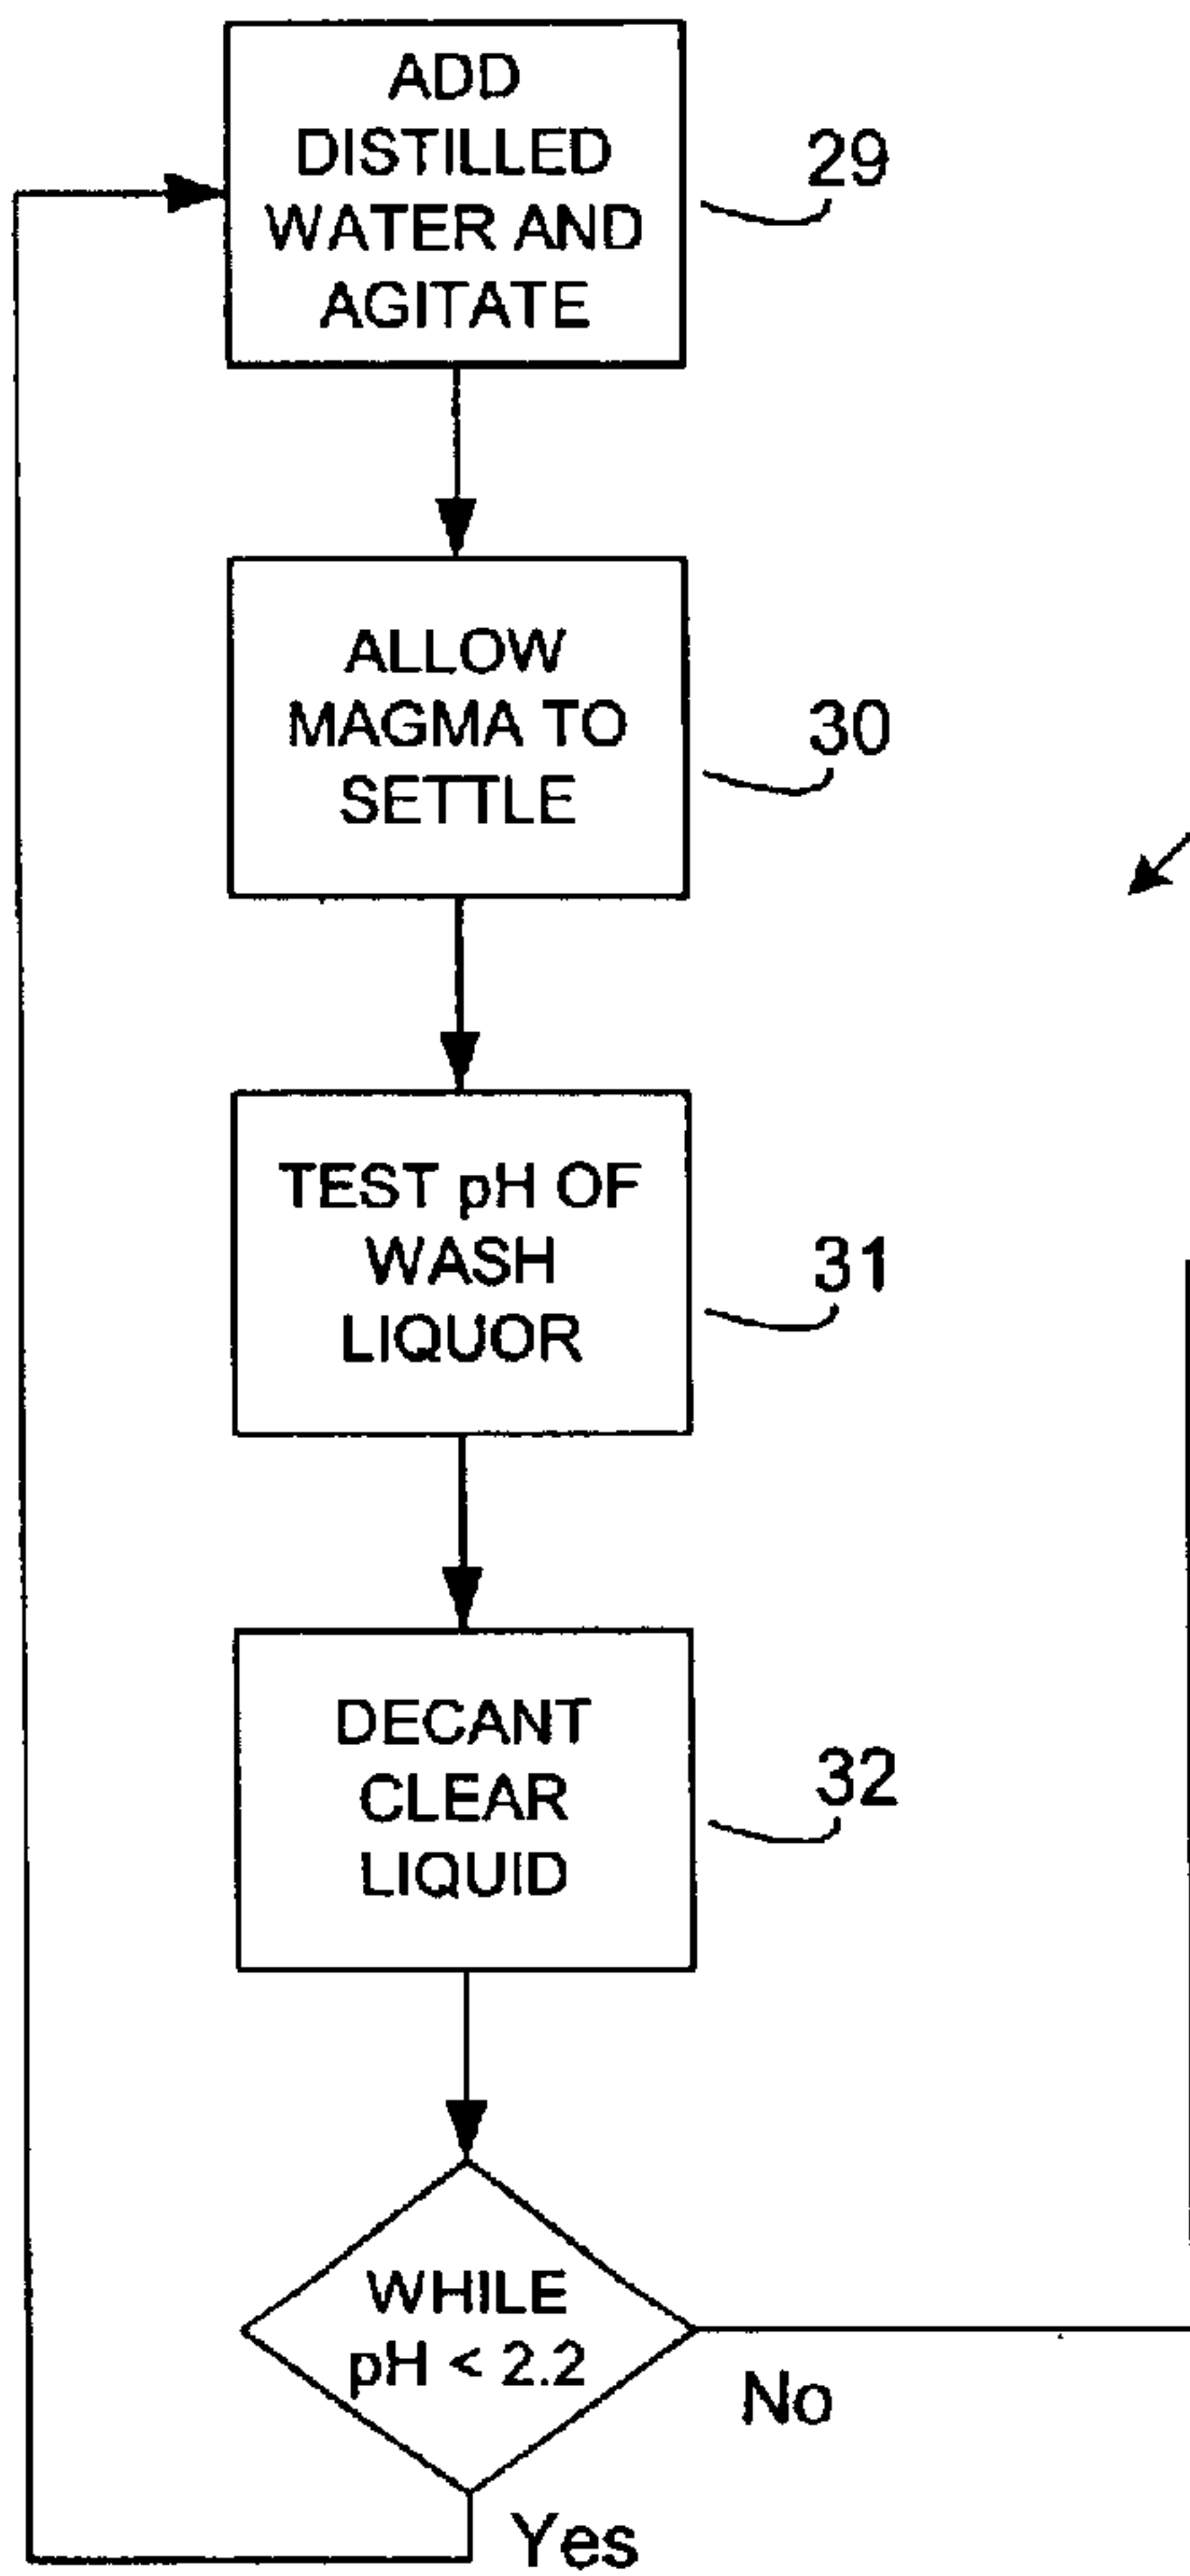 ADD
DISTILLED
WATER AND
AGITATE
29
ALLOW
MAGMA TO
SETTLE
30
TEST pH OF
WASH
LIQUOR
31
DECANT
CLEAR
LIQUID
32
WHILE
pH < 2.2
No
Yes